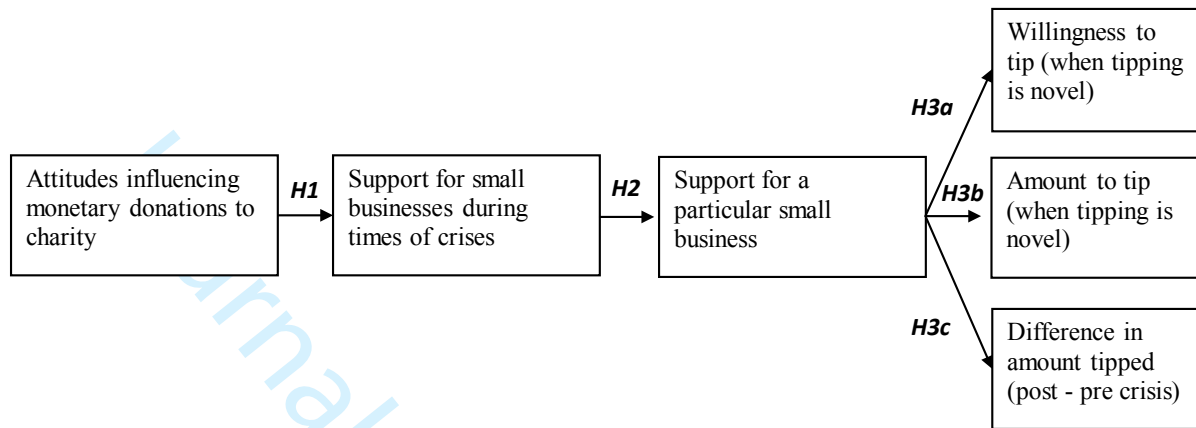 Willingness to
tip (when tipping
is novel)
H3a
Attitudes influencing
monetary donations to
charity
H1
Support for small
businesses during
times of crises
H2
Support for a
particular small
business
H3b
Amount to tip
(when tipping is
novel)
H3c
Difference in
amount tipped
(post - pre crisis)